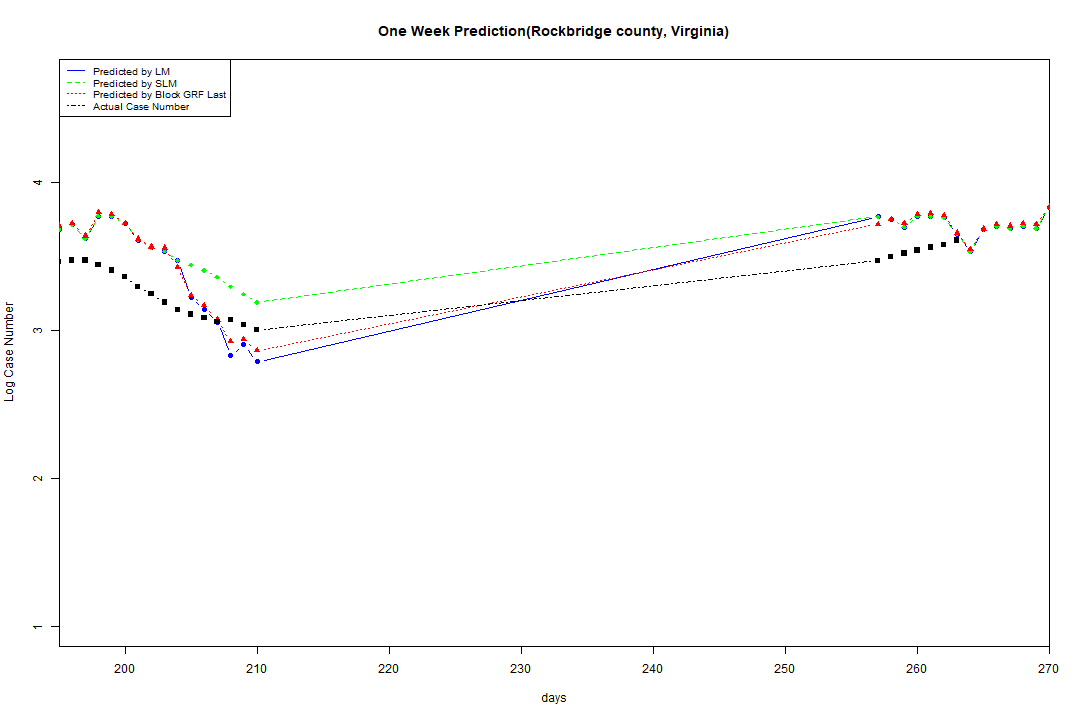 One Week Prediction(Rockbridge county, Virginia)
Predicted by LM
Predicted by SLM
Predicted by Block GRF Last
Actual Case Number
4
3
2
1
Log Case Number
200 210 220 230 240 250 260 270
days